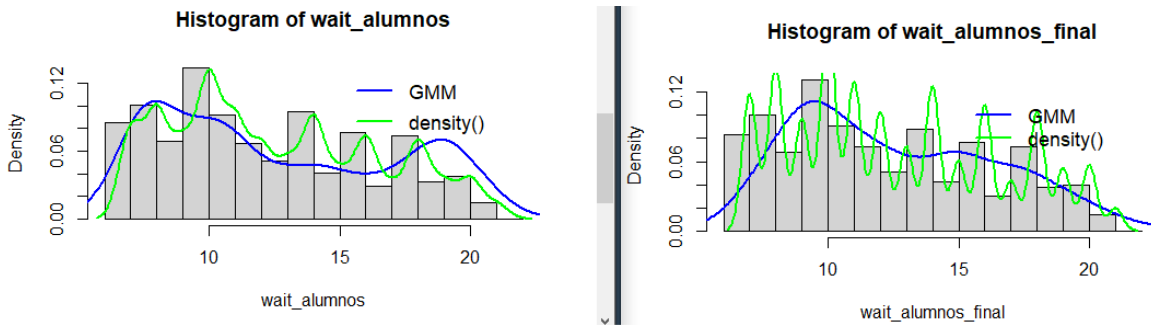 Histogram of wait_alumnos
Density
0.00
0.06
0.12
GMM
density()
10
15
20
wait_alumnos
Histogram of wait_alumnos_final
Density
0.00
0.06
0.12
GMM
density()
10
15
20
wait_alumnos_final